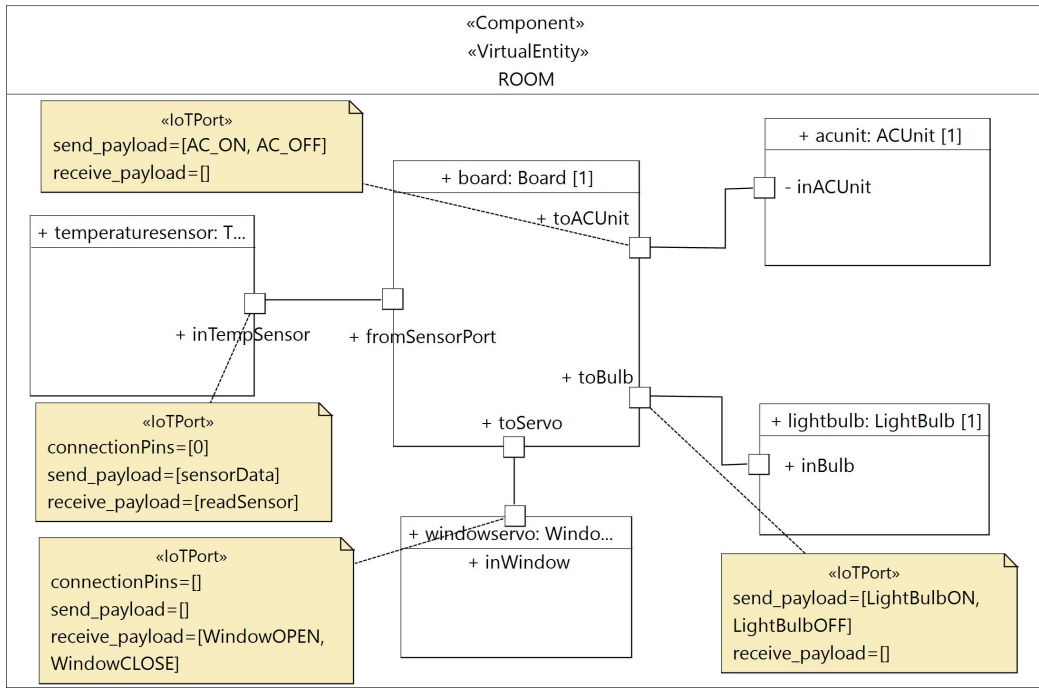 «Component»
«VirtualEntity»
ROOM
«IoTPort»
send_payload=[AC_ON, AC_OFF]
receive_payload=[]
+ board: Board [1]
+ toACUnit
+ acunit: ACUnit [1]
- inACUnit
+ temperaturesensor: T...
+ inTempSensor
+ fromSensorPort
+ toBulb
+ toServo
«IoTPort»
connectionPins=[0]
send_payload=[sensorData]
receive_payload=[readSensor]
+ lightbulb: LightBulb [1]
+ inBulb
+ windowservo: Windo...
+ inWindow
«IoTPort»
connectionPins=[]
send_payload=[]
receive_payload=[WindowOPEN,
WindowCLOSE]
«IoTPort»
send_payload=[LightBulbON,
LightBulbOFF]
receive_payload=[]